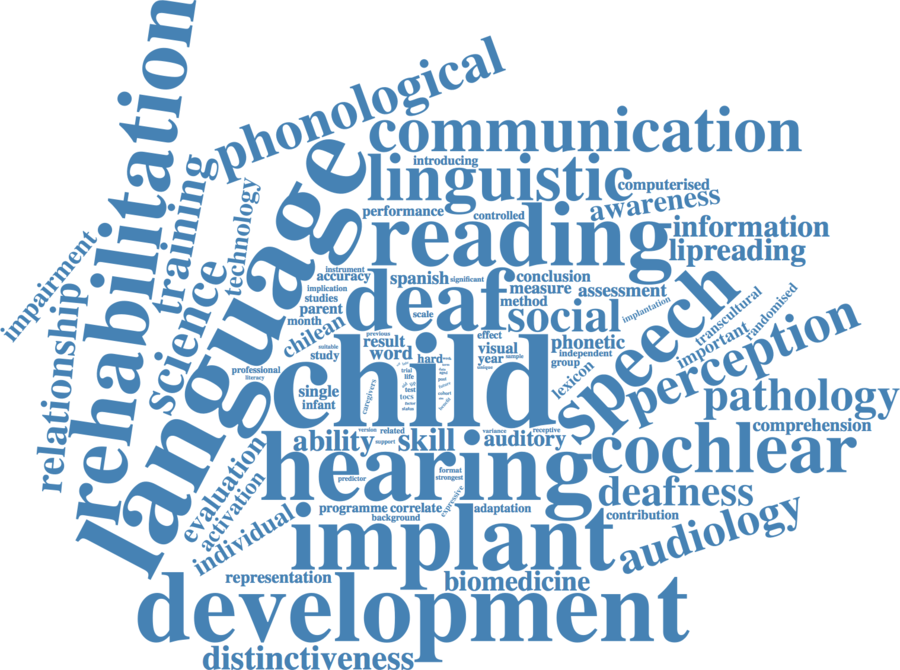 rehabilitation
phonological
communication
language
introducing
linguistic
computerised
training
science
technology
performance
controlled
awareness
reading
information
lipreading
impairment
relationship
instrument
accuracy
spanish
significant
conclusion
implication
studies
deaf
measure
assessment
method
parent
month
scale
social
implantation
speech
transcultural
randomised
important
chilean
previous
result
effect
phonetic
perception
suitable
study
word
hard
visual
year
sample
independent
group
professional
literacy
child
unique
lexicon
trial
life
test
tocs
single
infant
caregivers
status
pathology
version
related
variance
receptive
comprehension
ability
support
skill
auditory
cochlear
hearing
format
strongest
predictor
evaluation
activation
expressive
deafness
individual
programme
correlate
adaptation
background
contribution
implant
audiology
representation
biomedicine
development
distinctiveness